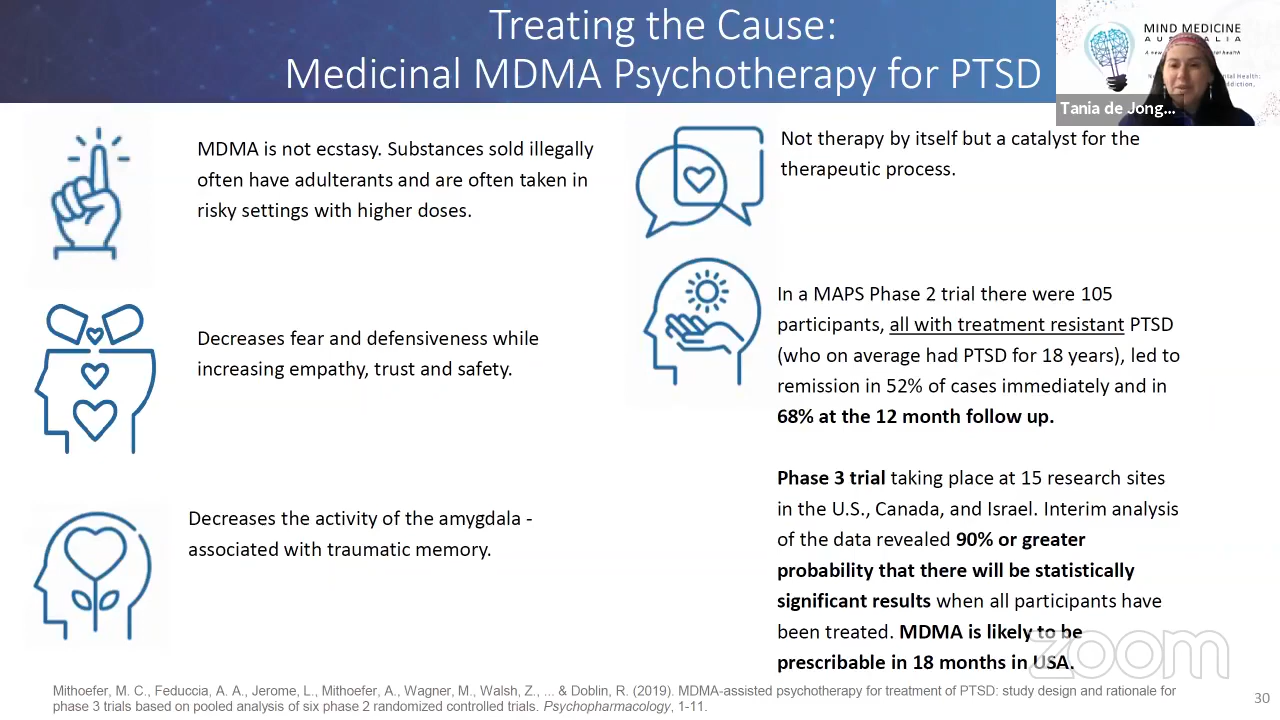 Treating the Cause:
Medicinal MDMA Psychotherapy for PTSD
MIND MEDICINE
AUSTRALIA
Tania de Jong...
MDMA is not ecstasy. Substances sold illegally
often have adulterants and are often taken in
risky settings with higher doses.
Decreases fear and defensiveness while
increasing empathy, trust and safety.
Decreases the activity of the amygdala -
associated with traumatic memory.
Not therapy by itself but a catalyst for the
therapeutic process.
In a MAPS Phase 2 trial there were 105
participants, all with treatment resistant PTSD
(who on average had PTSD for 18 years), led to
remission in 52% of cases immediately and in
68% at the 12 month follow up.
Phase 3 trial taking place at 15 research sites
in the U.S., Canada, and Israel. Interim analysis
of the data revealed 90% or greater
probability that there will be statistically
significant results when all participants have
been treated. MDMA is likely to be
prescribable in 18 months in USA.
zoom
Mithoefer, M. C., Feduccia, A. A., Jerome, L., Mithoefer, A., Wagner, M., Walsh, Z., ... & Doblin, R. (2019). MDMA-assisted psychotherapy for treatment of PTSD: study design and rationale for
phase 3 trials based on pooled analysis of six phase 2 randomized controlled trials. Psychopharmacology, 1-11.
30